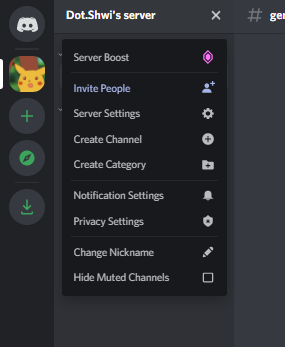 Dot.Shwi's server
# ger
Server Boost
Invite People
Server Settings
Create Channel
Create Category
Notification Settings
Privacy Settings
Change Nickname
Hide Muted Channels